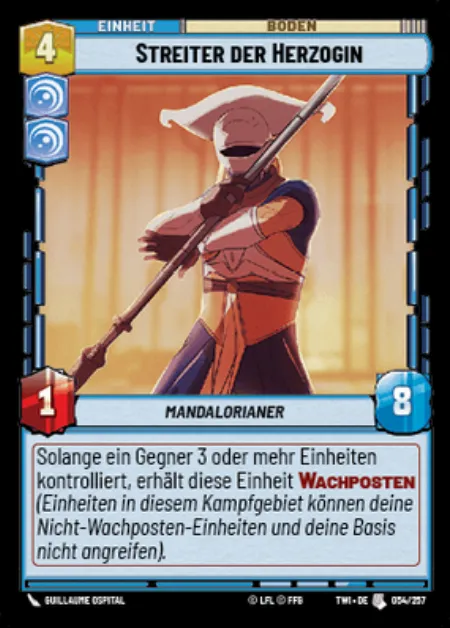 EINHEIT
BODEN
4
STREITER DER HERZOGIN
1
MANDALORIANER
8
Solange ein Gegner 3 oder mehr Einheiten
kontrolliert, erhält diese Einheit WACHPOSTEN
(Einheiten in diesem Kampfgebiet können deine
Nicht-Wachposten-Einheiten und deine Basis
nicht angreifen).
GUILLAUME OSPITAL
© LFL © FFG
TWI • DE
054/257